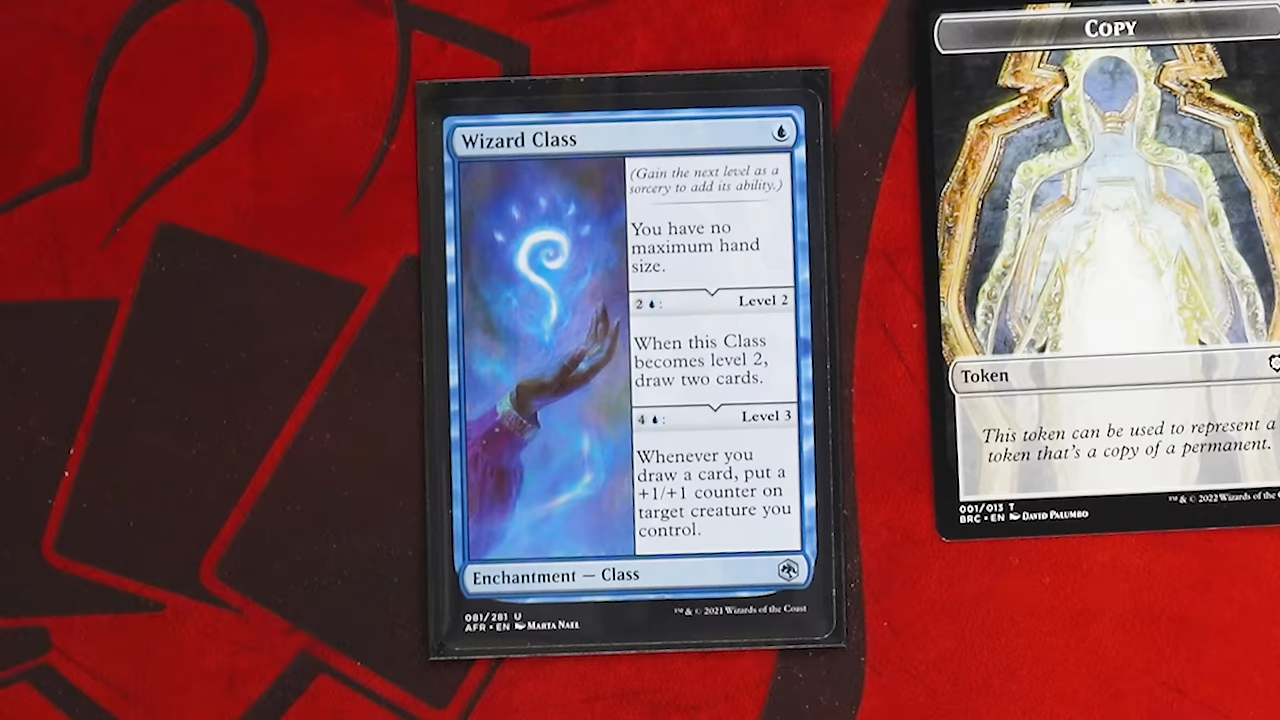 Wizard Class
(Gain the next level as a
sorcery to add its ability.)
You have no
maximum hand
size.
2 : Level 2
When this Class
becomes level 2,
draw two cards.
4 : Level 3
Whenever you
draw a card, put a
+1/+1 counter on
target creature you
control.
Enchantment — Class
081/281 U
AFR • EN Marta Nael
™ & © 2021 Wizards of the Coast
Copy
Token
This token can be used to represent a
token that's a copy of a permanent.
001/013 T
BRC • EN David Palumbo
™ & © 2022 Wizards of the